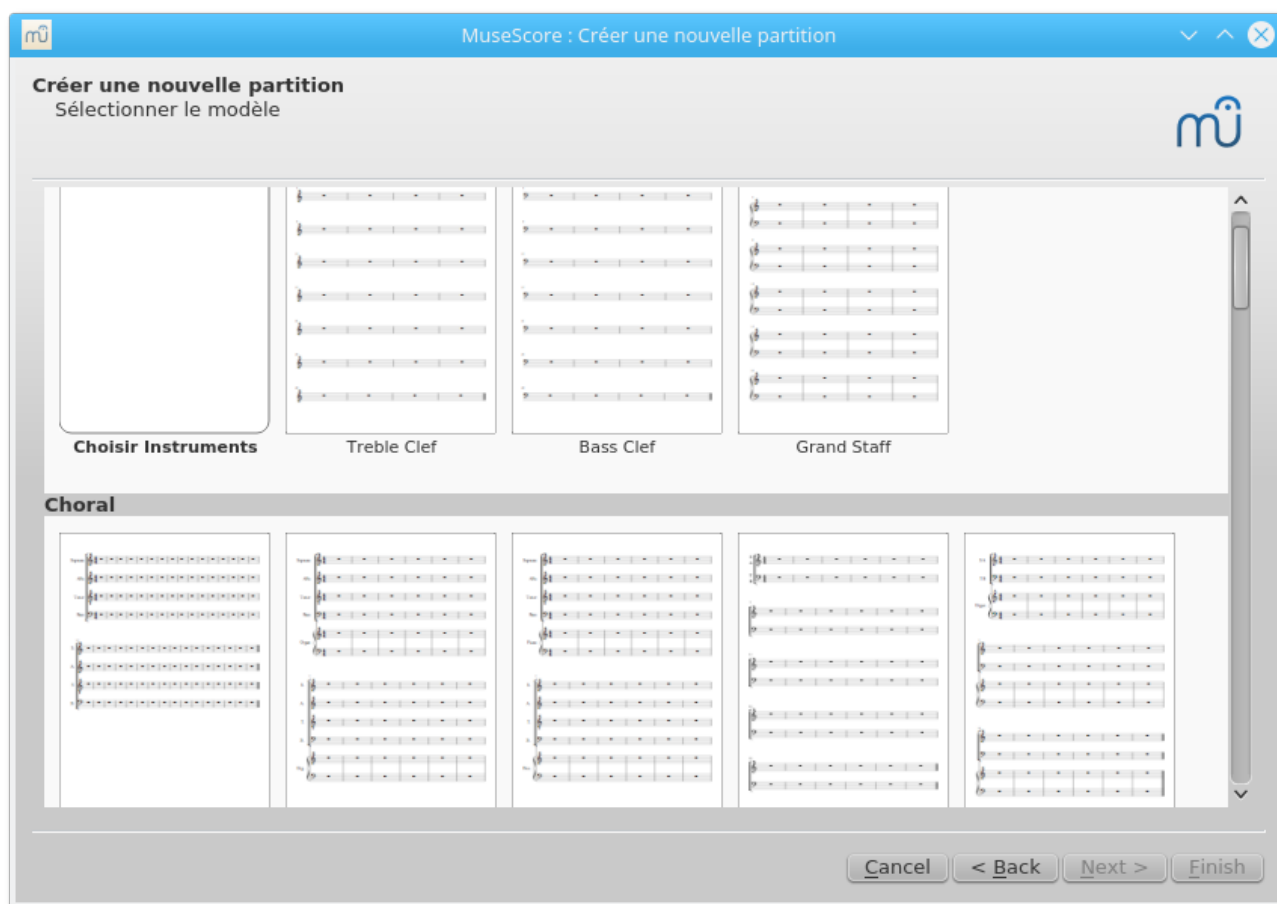 MuseScore : Créer une nouvelle partition
Créer une nouvelle partition
Sélectionner le modèle
Choisir Instruments
Treble Clef
Bass Clef
Grand Staff
Choral
Cancel
< Back
Next >
Finish